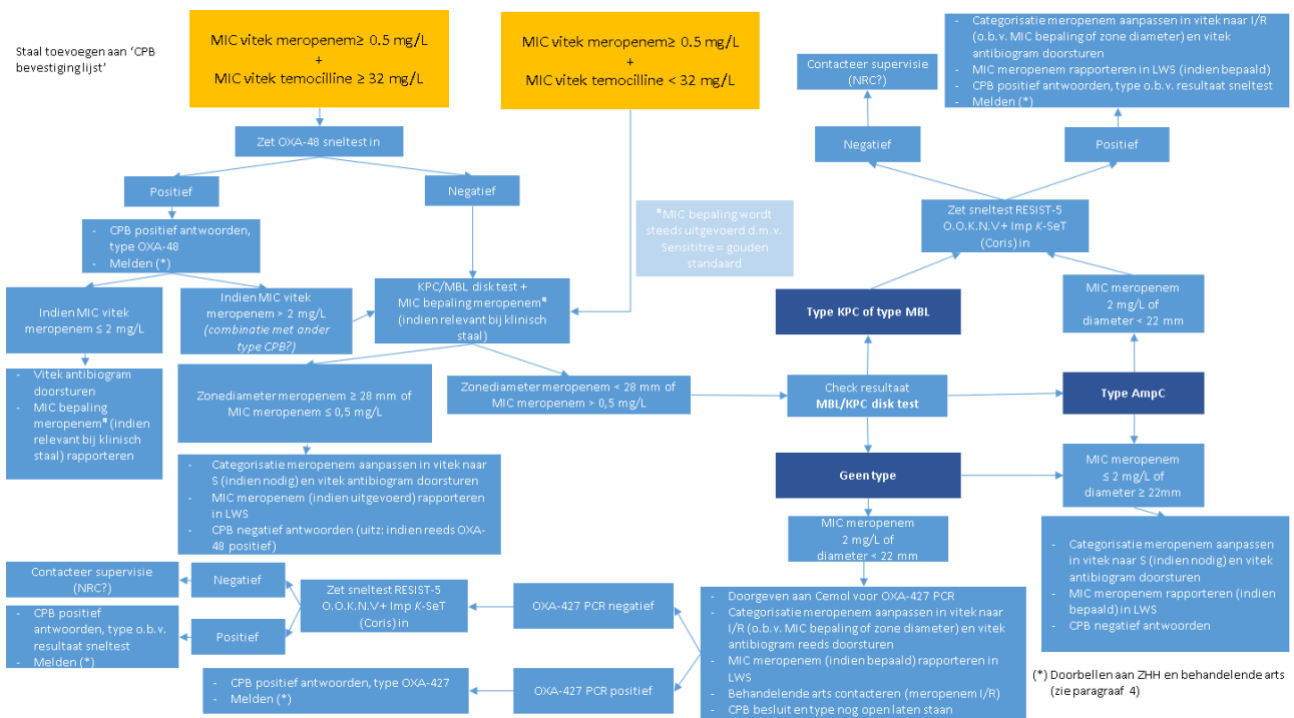 Staal toevoegen aan ‘CPB
bevestiging lijst’
MIC vitek meropenem≥ 0.5 mg/L
+
MIC vitek temocilline ≥ 32 mg/L
MIC vitek meropenem≥ 0.5 mg/L
+
MIC vitek temocilline < 32 mg/L
Zet OXA-48 sneltest in
Positief
Negatief
- CPB positief antwoorden,
type OXA-48
- Melden (*)
Indien MIC vitek
meropenem ≤ 2 mg/L
Indien MIC vitek
meropenem > 2 mg/L
(combinatie met ander
type CPB?)
KPC/MBL disk test +
MIC bepaling meropenem*
(indien relevant bij klinisch
staal)
*MIC bepaling wordt
steeds uitgevoerd d.m.v.
Sensititre = gouden
standaard
- Vitek antibiogram
doorsturen
- MIC bepaling
meropenem* (indien
relevant bij klinisch
staal) rapporteren
Zonediameter meropenem ≥ 28 mm of
MIC meropenem ≤ 0,5 mg/L
Zonediameter meropenem < 28 mm of
MIC meropenem > 0,5 mg/L
- Categorisatie meropenem aanpassen in vitek naar
S (indien nodig) en vitek antibiogram doorsturen
- MIC meropenem (indien uitgevoerd) rapporteren
in LWS
- CPB negatief antwoorden (uitz: indien reeds OXA-
48 positief)
Check resultaat
MBL/KPC disk test
Type KPC of type MBL
Type AmpC
Geen type
Zet sneltest RESIST-5
O.O.K.N.V+ Imp K-SeT
(Coris) in
Negatief
Positief
Contacteer supervisie
(NRC?)
- Categorisatie meropenem aanpassen in vitek naar I/R
(o.b.v. MIC bepaling of zone diameter) en vitek
antibiogram doorsturen
- MIC meropenem rapporteren in LWS (indien bepaald)
- CPB positief antwoorden, type o.b.v. resultaat sneltest
- Melden (*)
MIC meropenem
2 mg/L of
diameter < 22 mm
MIC meropenem
≤ 2 mg/L of
diameter ≥ 22mm
- Categorisatie meropenem aanpassen
in vitek naar S (indien nodig) en vitek
antibiogram doorsturen
- MIC meropenem rapporteren (indien
bepaald) in LWS
- CPB negatief antwoorden
MIC meropenem
2 mg/L of
diameter < 22 mm
- Doorgeven aan Cemol voor OXA-427 PCR
- Categorisatie meropenem aanpassen in vitek naar
I/R (o.b.v. MIC bepaling of zone diameter) en vitek
antibiogram reeds doorsturen
- MIC meropenem (indien bepaald) rapporteren in
LWS
- Behandelende arts contacteren (meropenem I/R)
- CPB besluit en type nog open laten staan
OXA-427 PCR negatief
OXA-427 PCR positief
Zet sneltest RESIST-5
O.O.K.N.V+ Imp K-SeT
(Coris) in
Negatief
Positief
Contacteer supervisie
(NRC?)
- CPB positief
antwoorden, type o.b.v.
resultaat sneltest
- Melden (*)
- CPB positief antwoorden, type OXA-427
- Melden (*)
(*) Doorbellen aan ZHH en behandelende arts
(zie paragraaf 4)